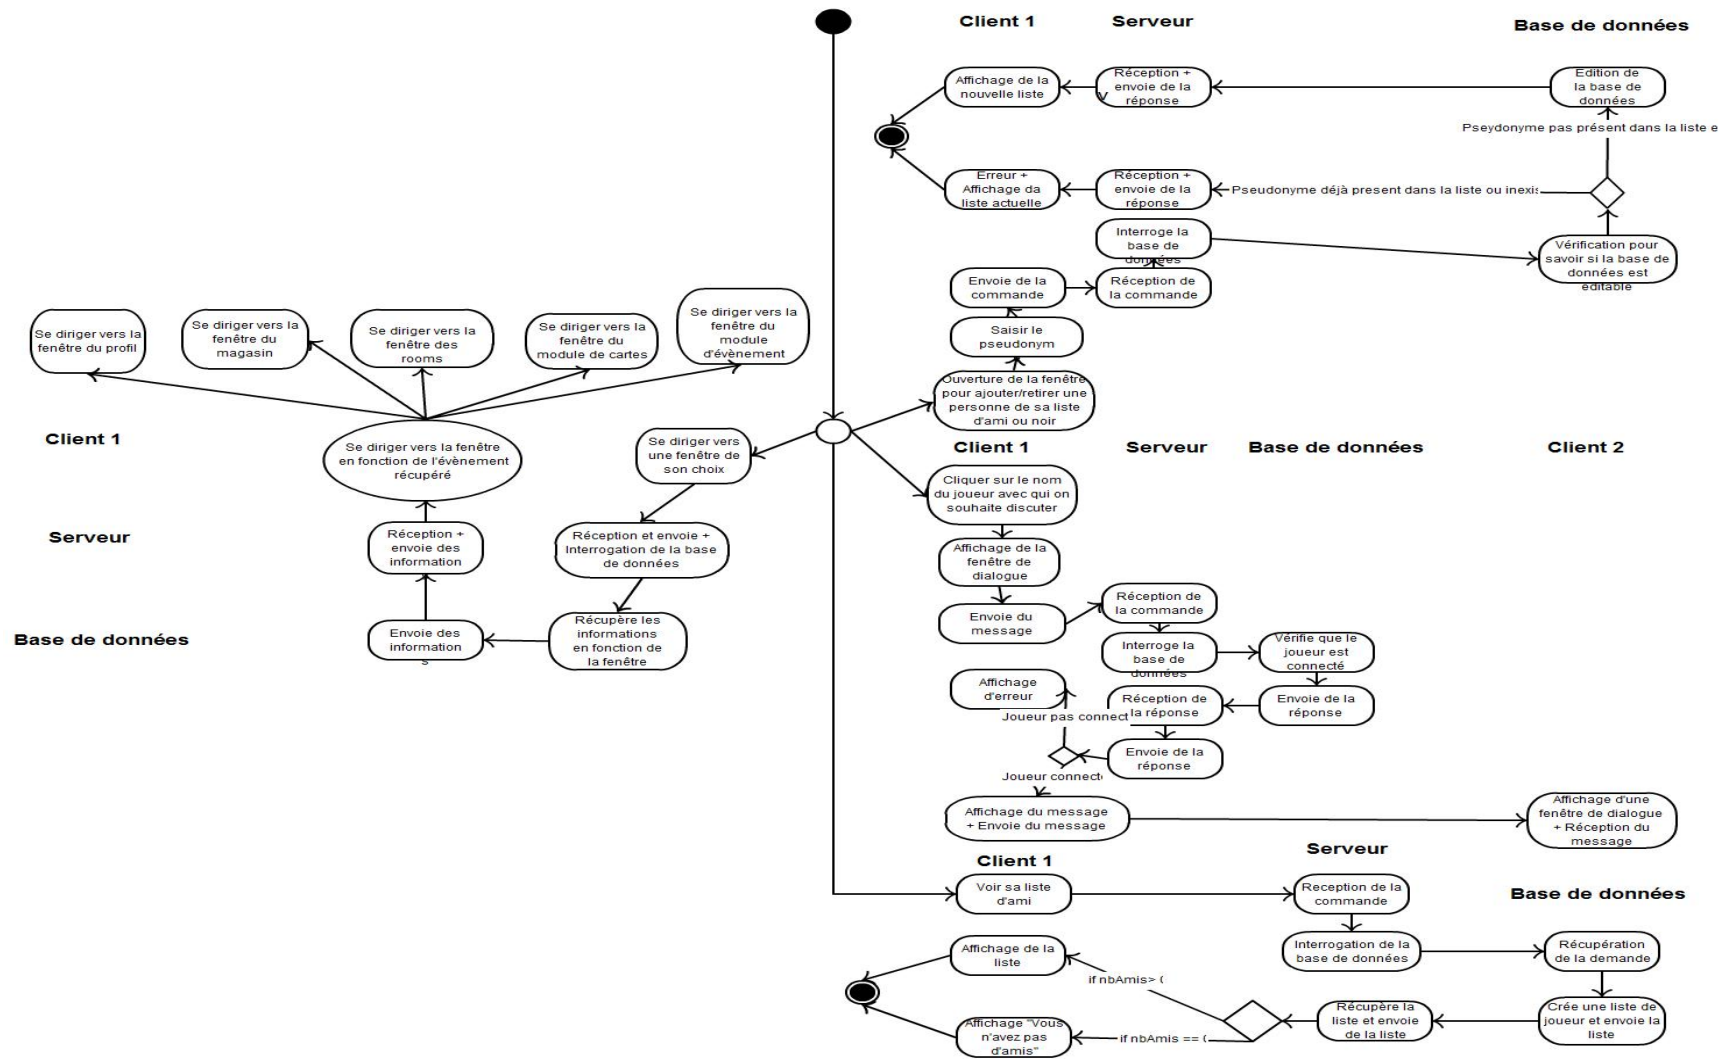 Client 1
Serveur
Base de données
Affichage de la
nouvelle liste
Réception +
envoie de la
réponse
v
Edition de
la base de
données
Pseydonyme pas présent dans la liste e
Erreur +
Affichage da
liste actuelle
Réception +
envoie de la
réponse
Pseudonyme déjà present dans la liste ou inexis
Interroge la
base de
données
Vérification pour
savoir si la base de
données est
éditable
Envoie de la
commande
Réception de
la commande
Saisir le
pseudonym
Ouverture de la fenêtre
pour ajouter/retirer une
personne de sa liste
d'ami ou noir
Se diriger vers la
fenêtre du profil
Se diriger vers la
fenêtre du
magasin
Se diriger vers la
fenêtre des
rooms
Se diriger vers la
fenêtre du
module de cartes
Se diriger vers la
fenêtre du
module
d'évènement
Client 1
Se diriger vers la fenêtre
en fonction de l'évènement
récupéré
Se diriger vers
une fenêtre de
son choix
Serveur
Réception +
envoie des
information
Réception et envoie +
Interrogation de la base
de données
Base de données
Envoie des
information
s
Récupère les
informations
en fonction de
la fenêtre
Client 1
Serveur
Base de données
Client 2
Cliquer sur le nom
du joueur avec qui on
souhaite discuter
Affichage de la
fenêtre de
dialogue
Envoie du
message
Réception de
la commande
Interroge la
base de
données
Vérifie que le
joueur est
connecté
Affichage
d'erreur
Réception de
la réponse
Envoie de la
réponse
Joueur pas connect
Envoie de la
réponse
Joueur connect
Affichage du message
+ Envoie du message
Affichage d'une
fenêtre de dialogue
+ Réception du
message
Client 1
Serveur
Base de données
Voir sa liste
d'ami
Reception de la
commande
Interrogation de la
base de données
Récupération
de la demande
Affichage de la
liste
if nbAmis> (
Récupère la
liste et envoie
de la liste
Crée une liste de
joueur et envoie la
liste
Affichage "Vous
n'avez pas
d'amis"
if nbAmis == (